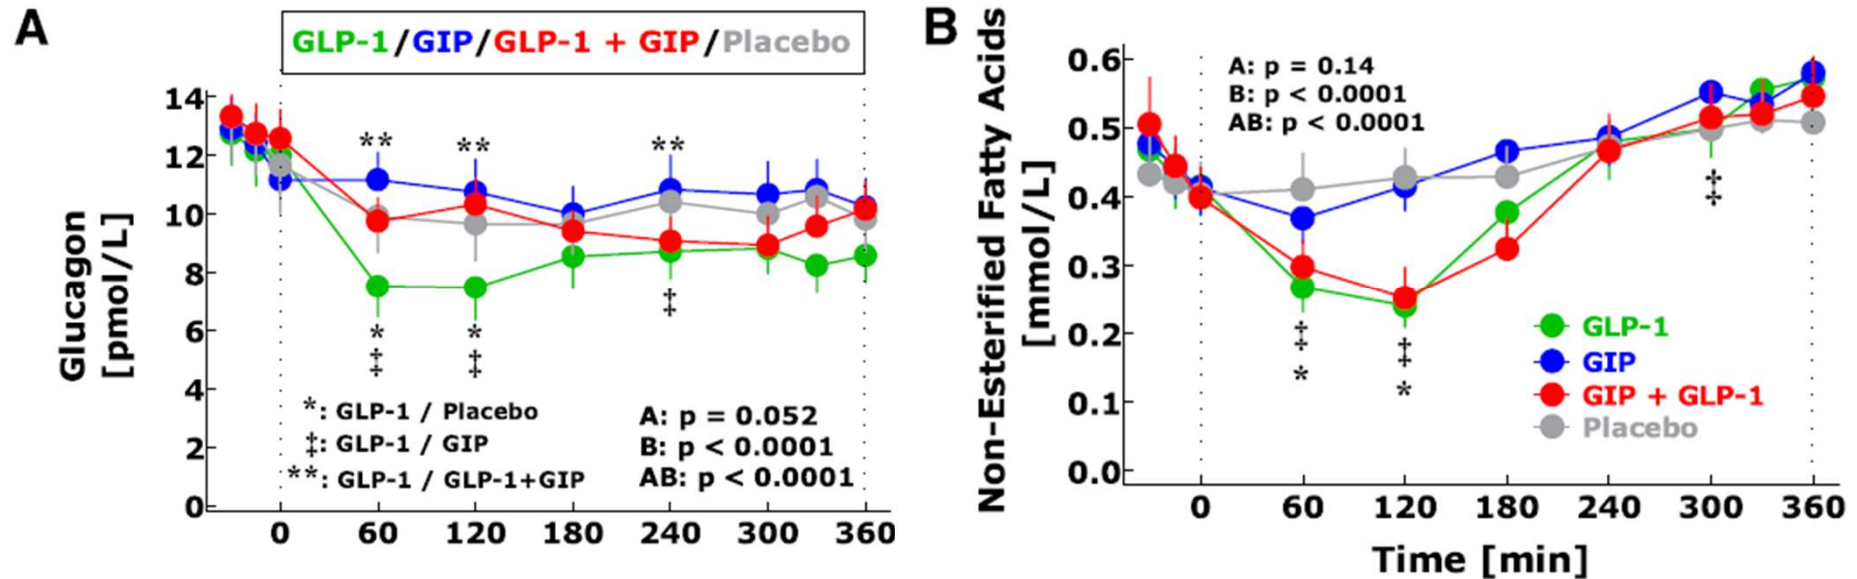 A
GLP-1/GIP/GLP-1 + GIP/Placebo
Glucagon
[pmol/L]
14
12
10
8
6
4
2
0
** ** **
‡
* *
‡ ‡
*: GLP-1 / Placebo
‡: GLP-1 / GIP
**: GLP-1 / GLP-1+GIP
A: p = 0.052
B: p < 0.0001
AB: p < 0.0001
0 60 120 180 240 300 360
B
Non-Esterified Fatty Acids
[mmol/L]
0.6
0.5
0.4
0.3
0.2
0.1
0.0
A: p = 0.14
B: p < 0.0001
AB: p < 0.0001
‡
‡ ‡
* *
GLP-1
GIP
GIP + GLP-1
Placebo
0 60 120 180 240 300 360
Time [min]